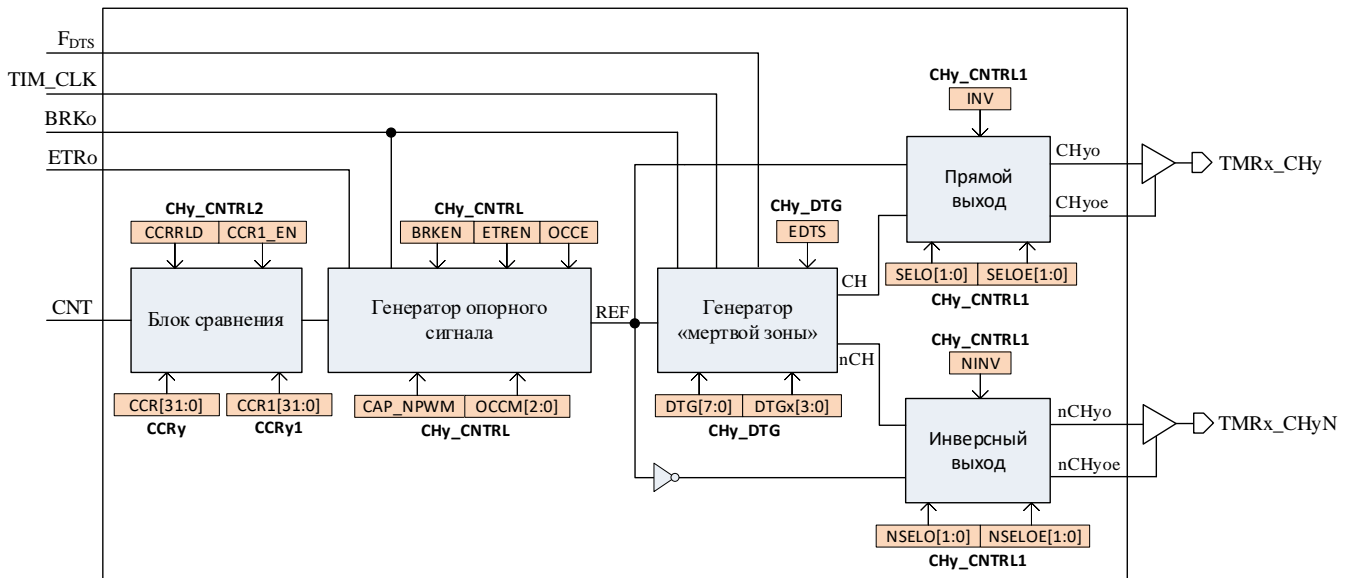 F_DTS
TIM_CLK
BRKo
ETRo
CHy_CNTRL1
INV
CHyo
TMRx_CHy
Прямой
выход
CHyoe
CHy_CNTRL2
CCRRLD CCR1_EN
CHy_CNTRL
BRKEN ETREN OCCE
CHy_DTG
EDTS
SELO[1:0] SELOE[1:0]
CHy_CNTRL1
CH
CNT
Блок сравнения
Генератор опорного
сигнала
REF
Генератор
«мертвой зоны»
nCH
CHy_CNTRL1
NINV
CCR[31:0] CCR1[31:0]
CCRy CCRy1
CAP_NPWM OCCM[2:0]
CHy_CNTRL
DTG[7:0] DTGx[3:0]
CHy_DTG
nCHyo
TMRx_CHyN
Инверсный
выход
nCHyoe
NSELO[1:0] NSELOE[1:0]
CHy_CNTRL1